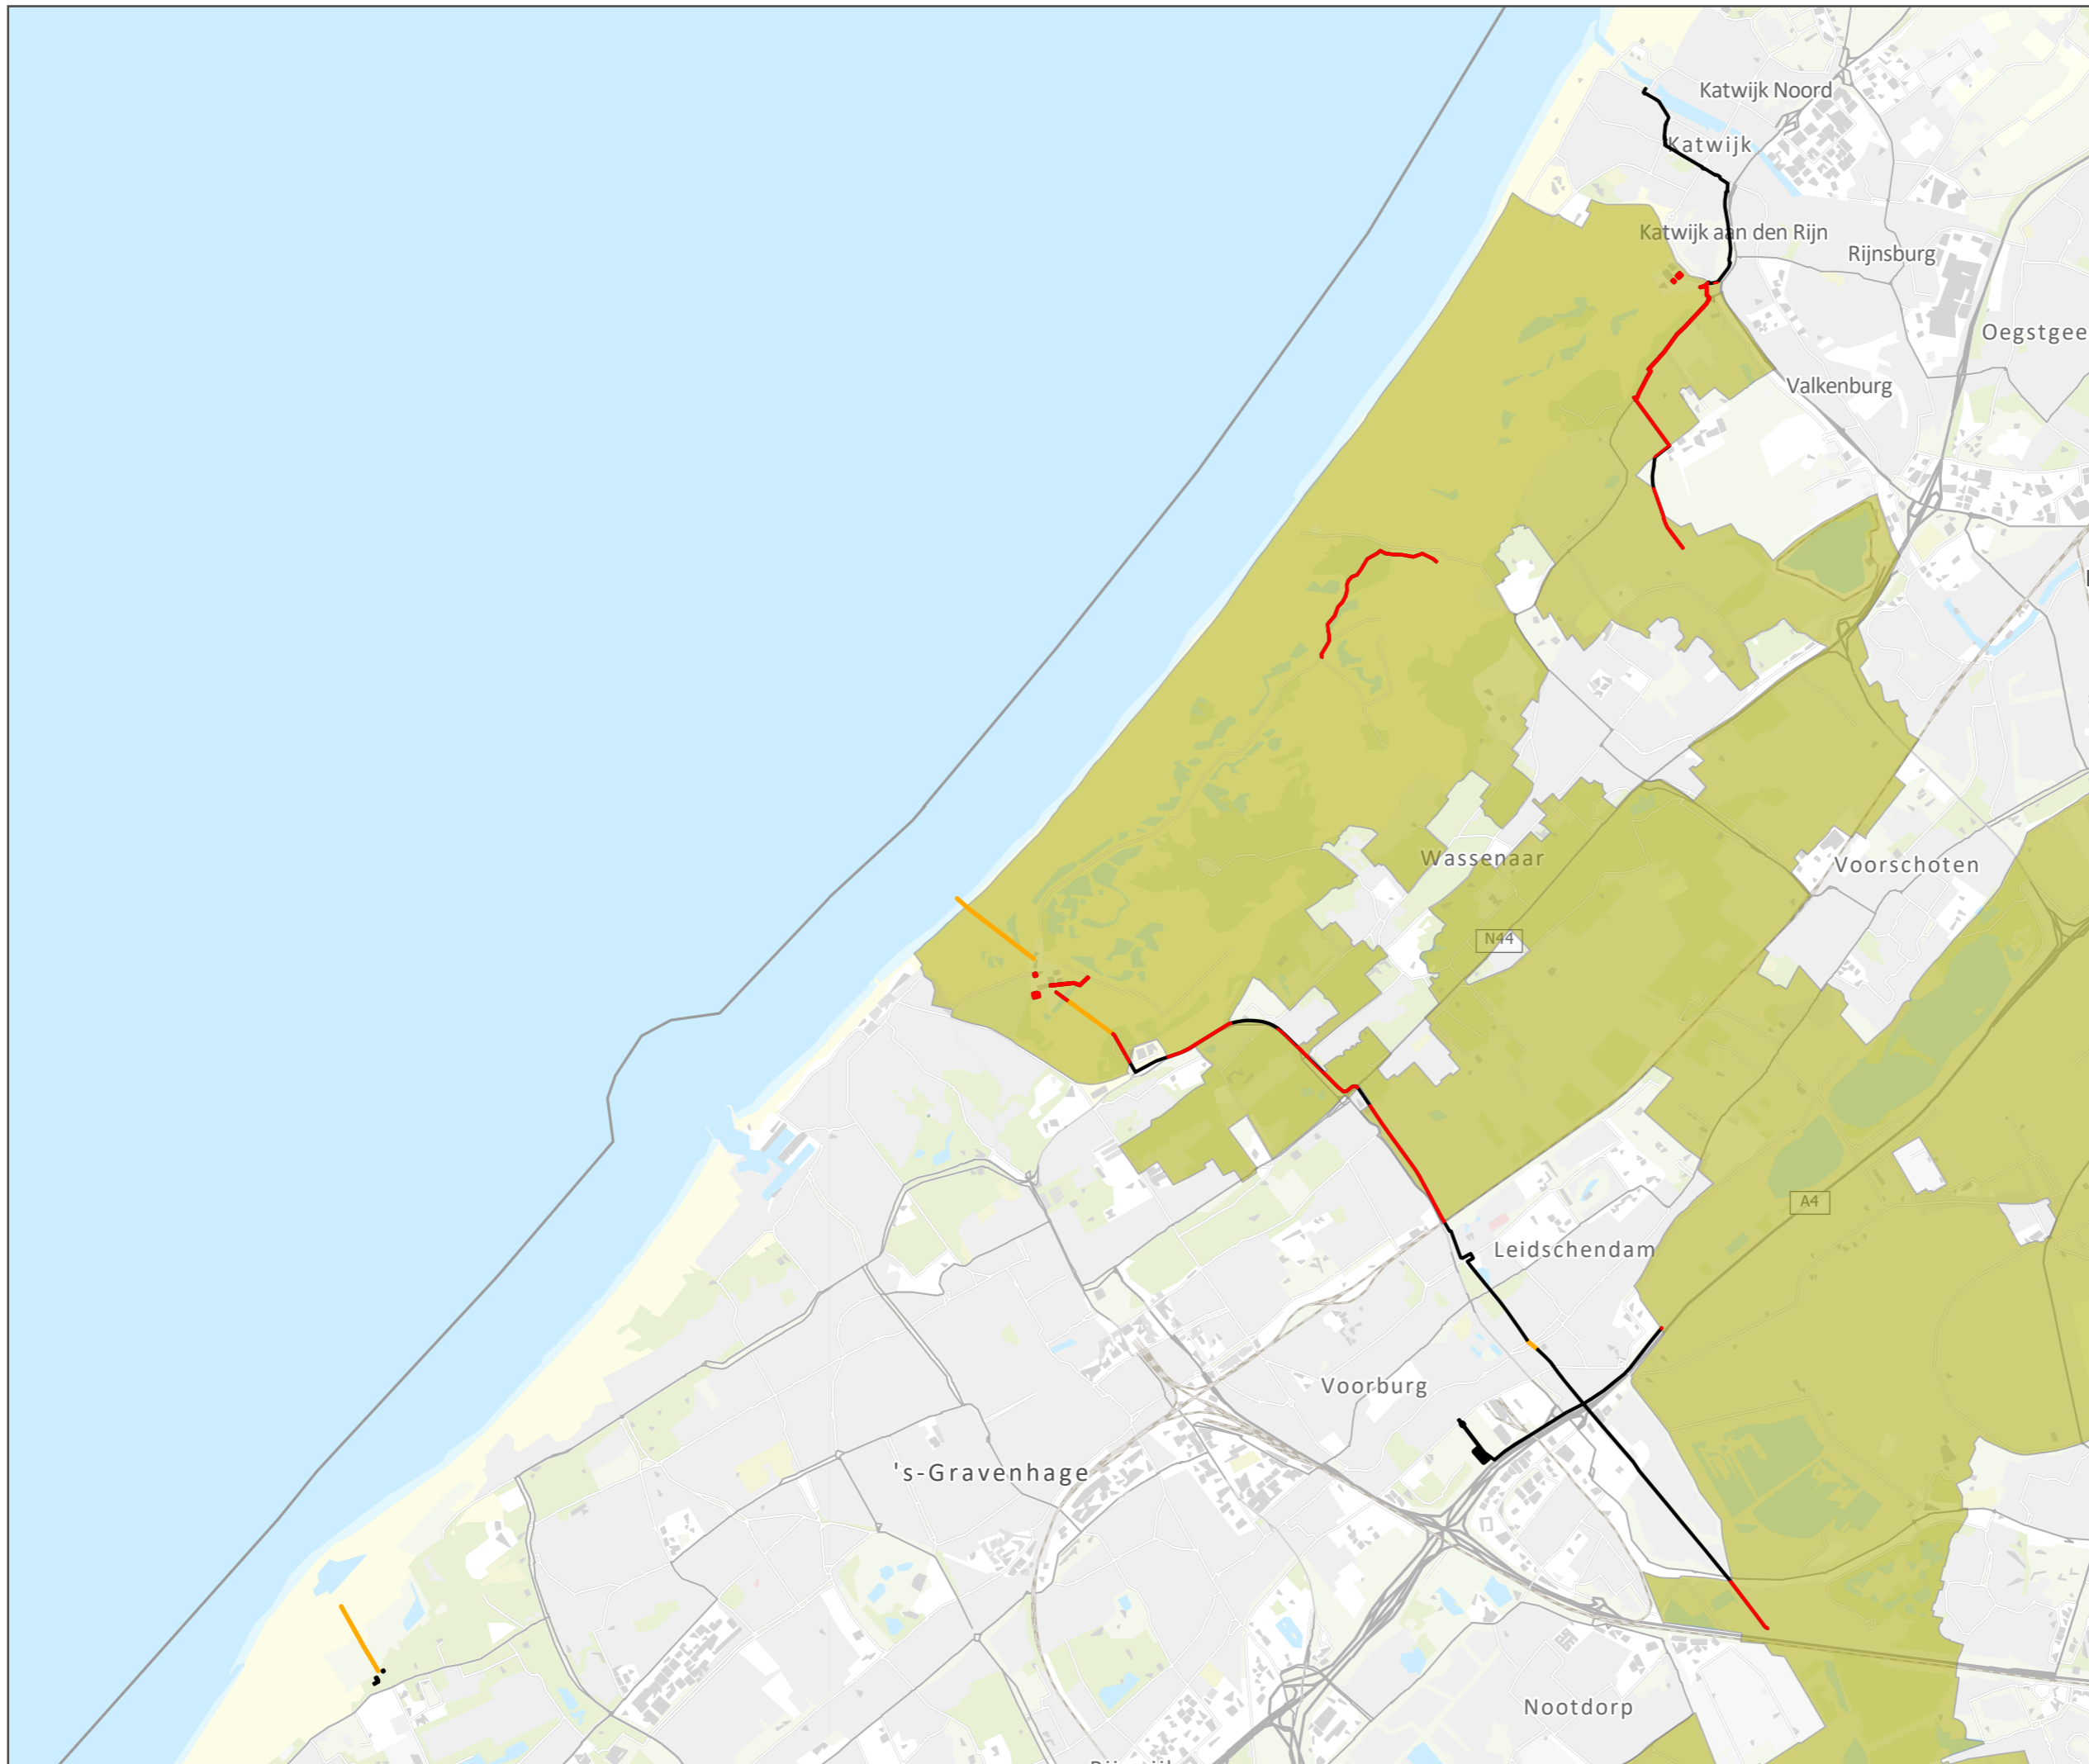 Katwijk Noord
Katwijk
Katwijk aan den Rijn
Rijnsburg
Oegstgee
Valkenburg
Wassenaar
Voorschoten
N44
A4
Leidschendam
Voorburg
's-Gravenhage
Nootdorp